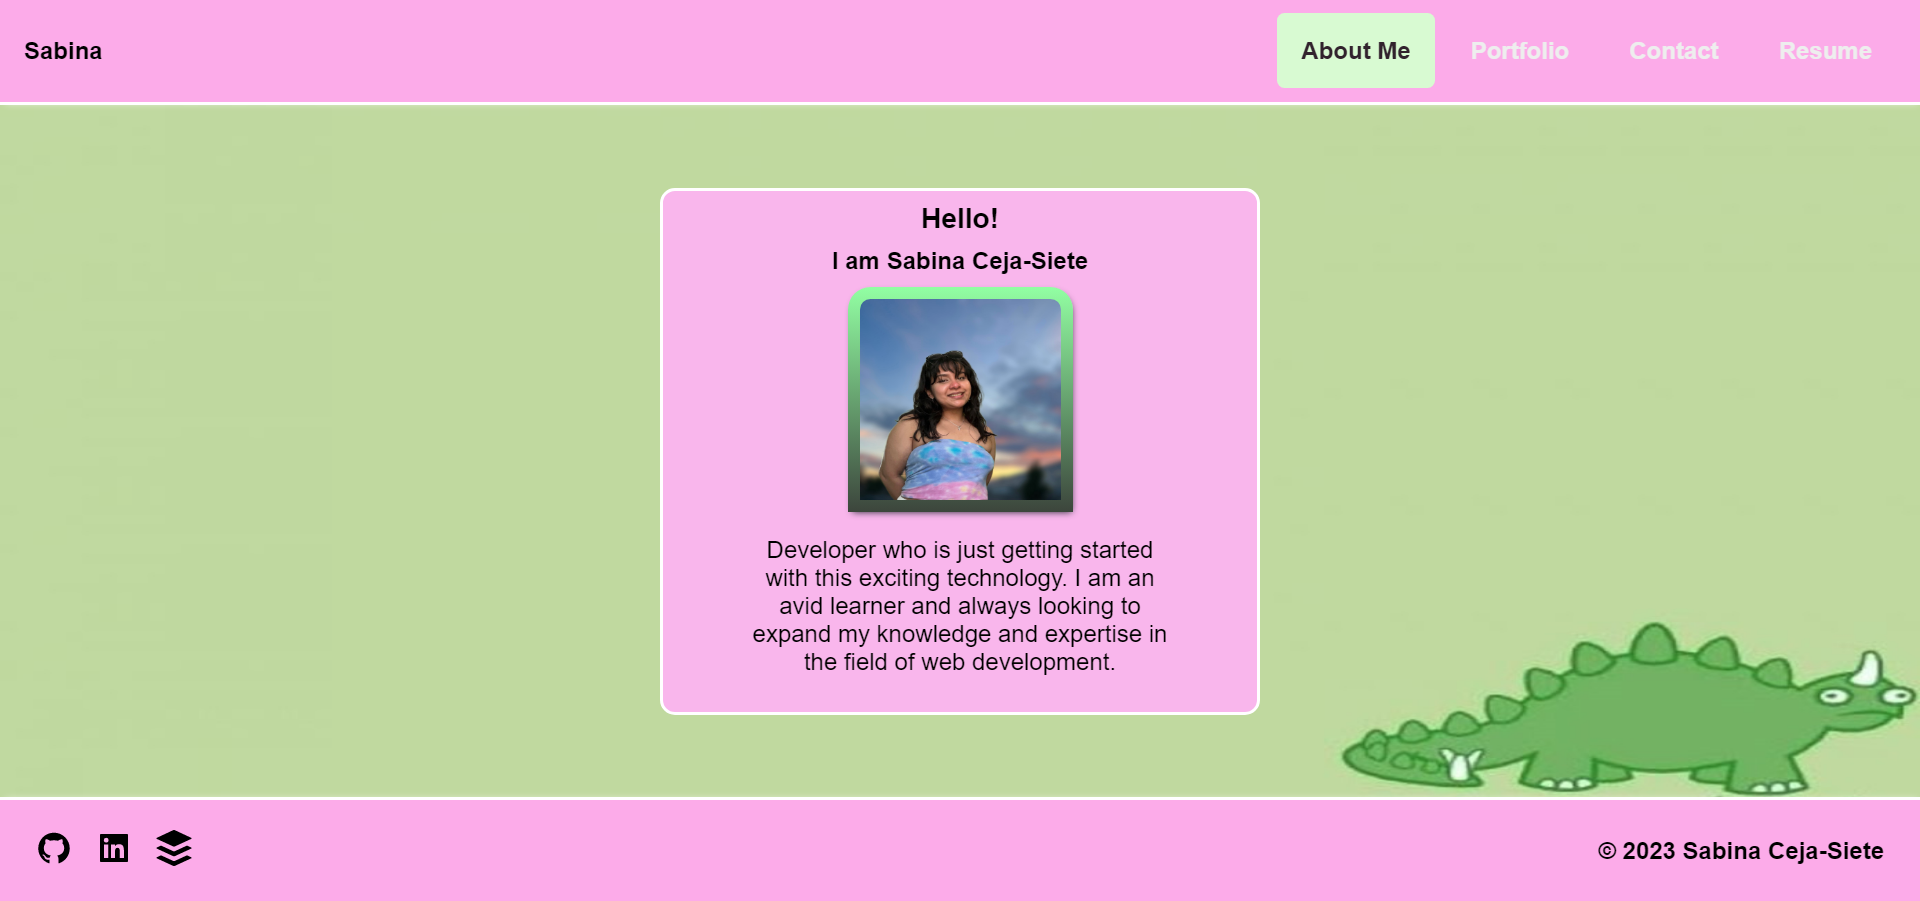 Sabina
About Me
Portfolio
Contact
Resume
Hello!
I am Sabina Ceja-Siete
Developer who is just getting started
with this exciting technology. I am an
avid learner and always looking to
expand my knowledge and expertise in
the field of web development.
in
© 2023 Sabina Ceja-Siete